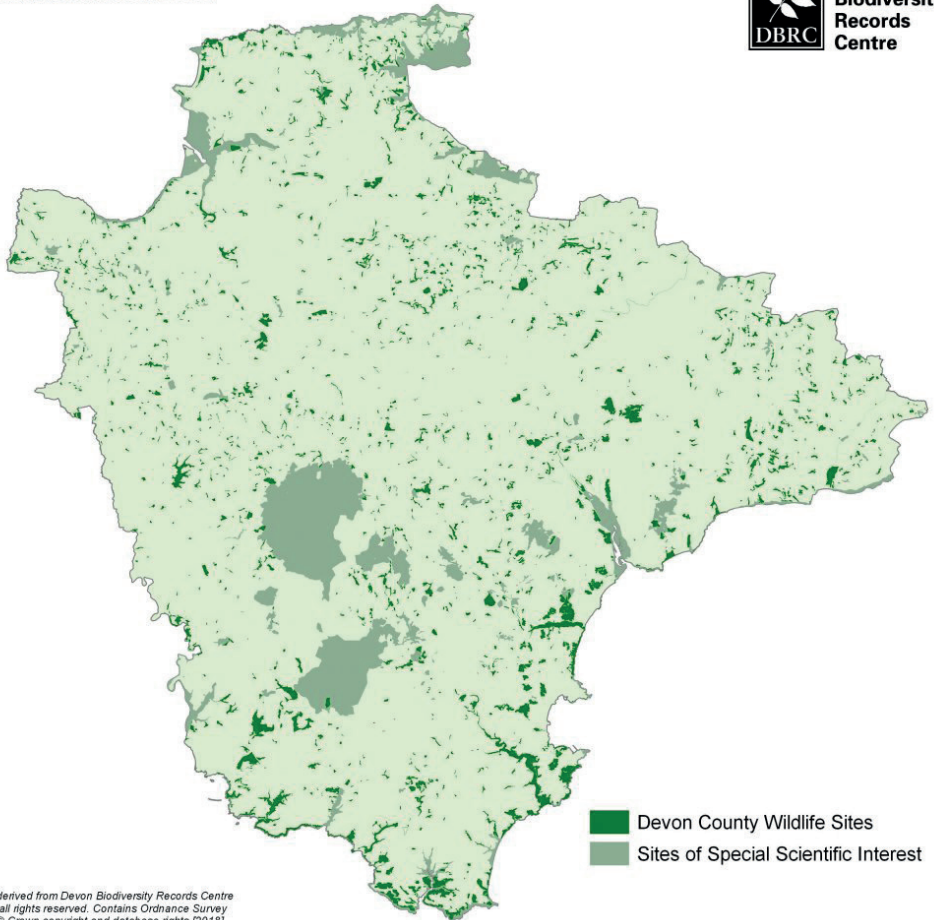 Records
Centre
DBRC
Devon County Wildlife Sites
Sites of Special Scientific Interest
derived from Devon Biodiversity Records Centre
all rights reserved. Contains Ordnance Survey